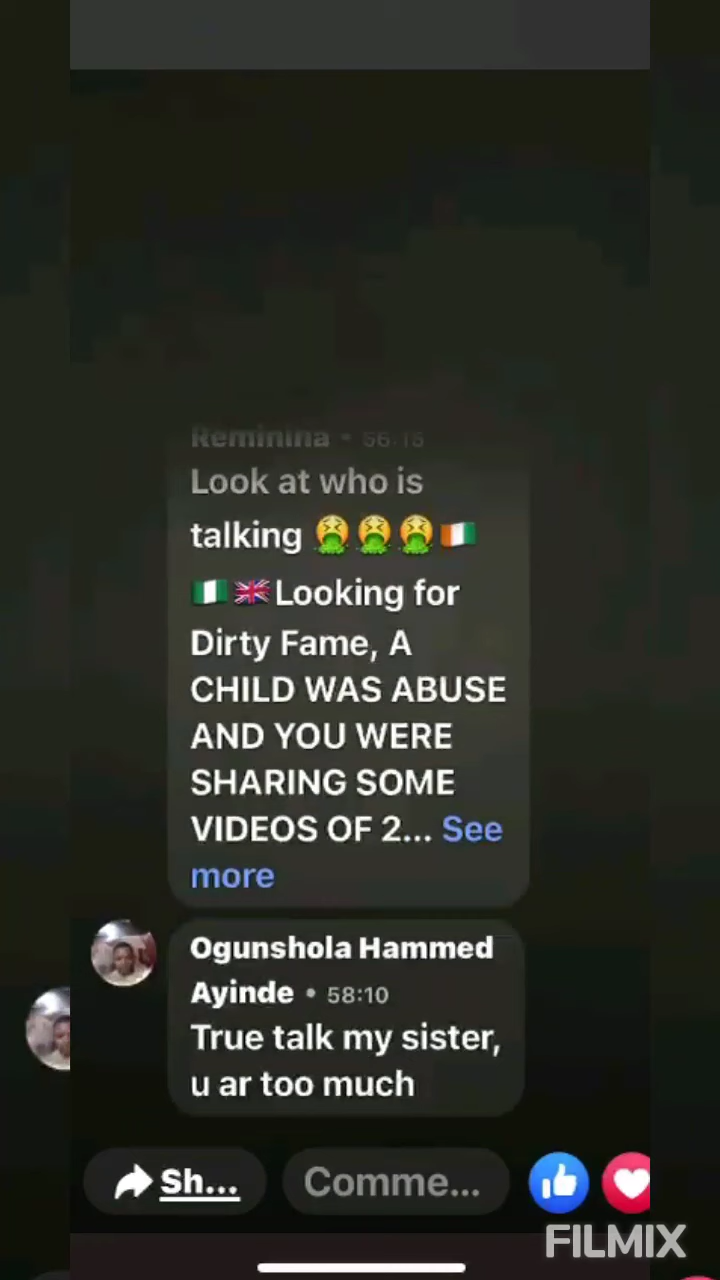 Reminina • 56:15
Look at who is
talking 🤮🤮🤮🇨🇮
🇳🇬🇬🇧Looking for
Dirty Fame, A
CHILD WAS ABUSE
AND YOU WERE
SHARING SOME
VIDEOS OF 2... See
more
Ogunshola Hammed
Ayinde • 58:10
True talk my sister,
u ar too much
Sh...
Comme...
FILMIX